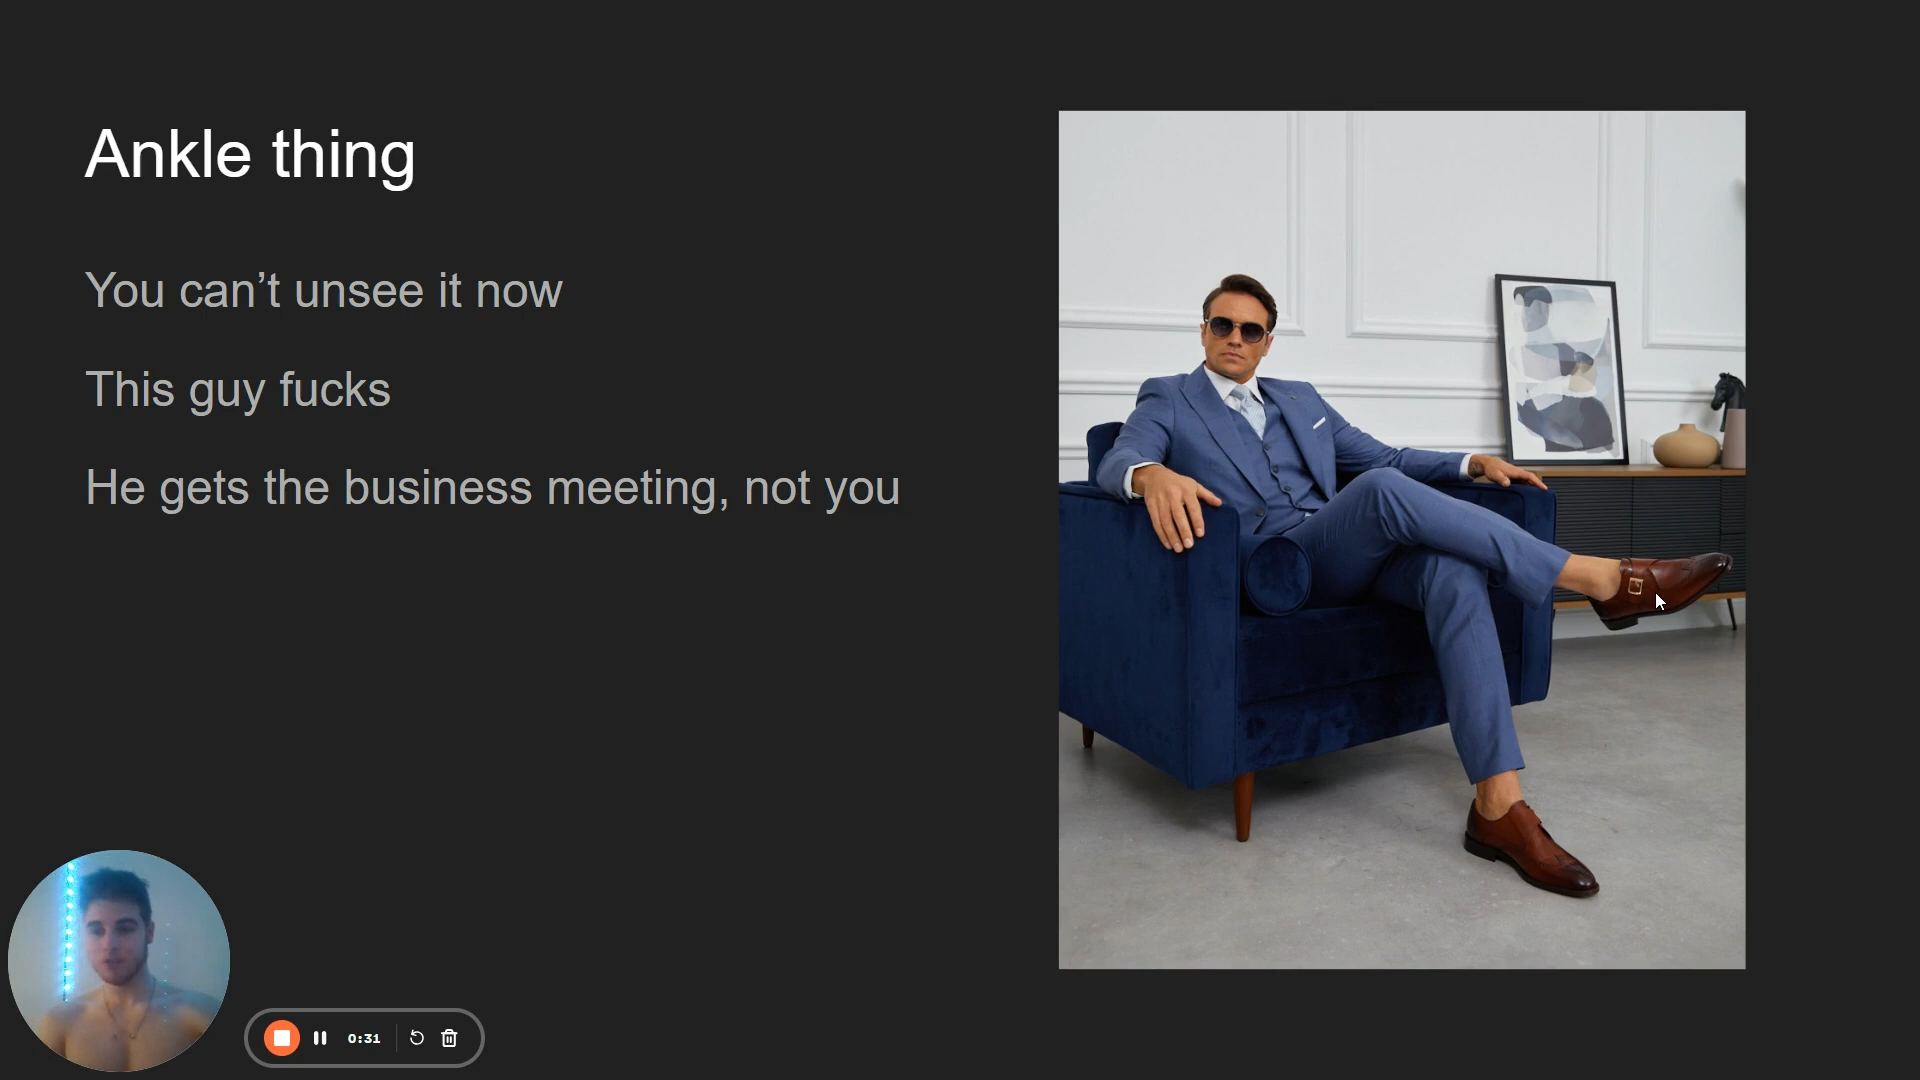 Ankle thing
You can’t unsee it now
This guy fucks
He gets the business meeting, not you
0:31